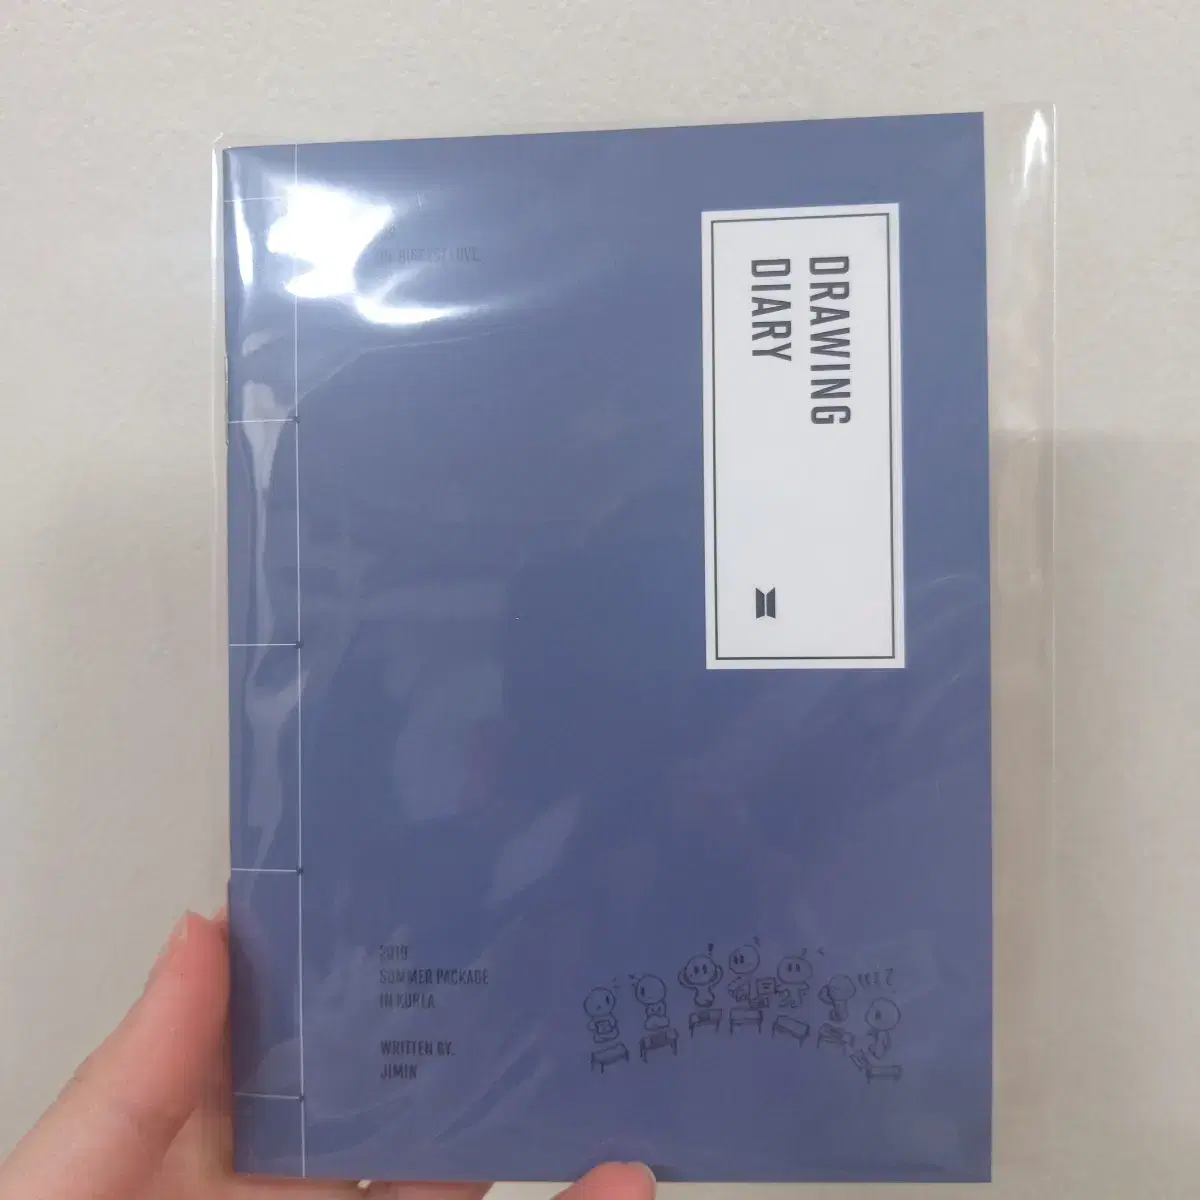 DRAWING
DIARY
2019
SUMMER PACKAGE
IN KOREA
WRITTEN BY.
JIMIN